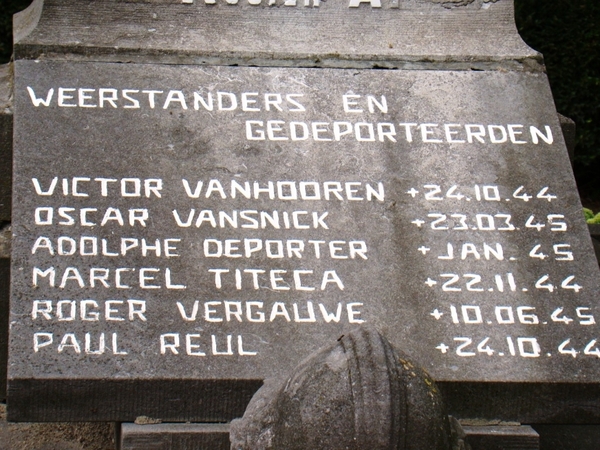 WEERSTANDERS EN
GEDEPORTEERDEN
VICTOR VANHOOREN +24.10.44
OSCAR VANSNICK +23.03.45
ADOLPHE DEPORTER +JAN. 45
MARCEL TITECA +22.11.44
ROGER VERGAUWE +10.06.45
PAUL REUL +24.10.44